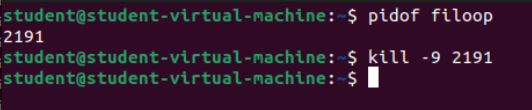 student@student-virtual-machine:~$ pidof filoop
2191
student@student-virtual-machine:~$ kill -9 2191
student@student-virtual-machine:~$